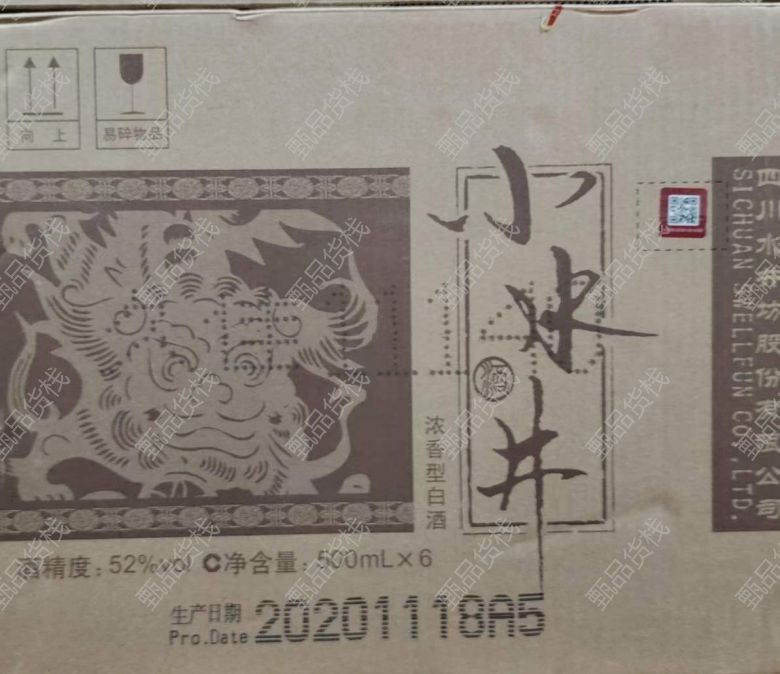 向 上
易碎物品
小水井
浓香型白酒
四川水井坊股份有限公司
SICHUAN SWELLFUN CO.,LTD.
酒精度：52%vol C净含量：500mL×6
生产日期
Pro.Date 20201118A5
甄品货栈